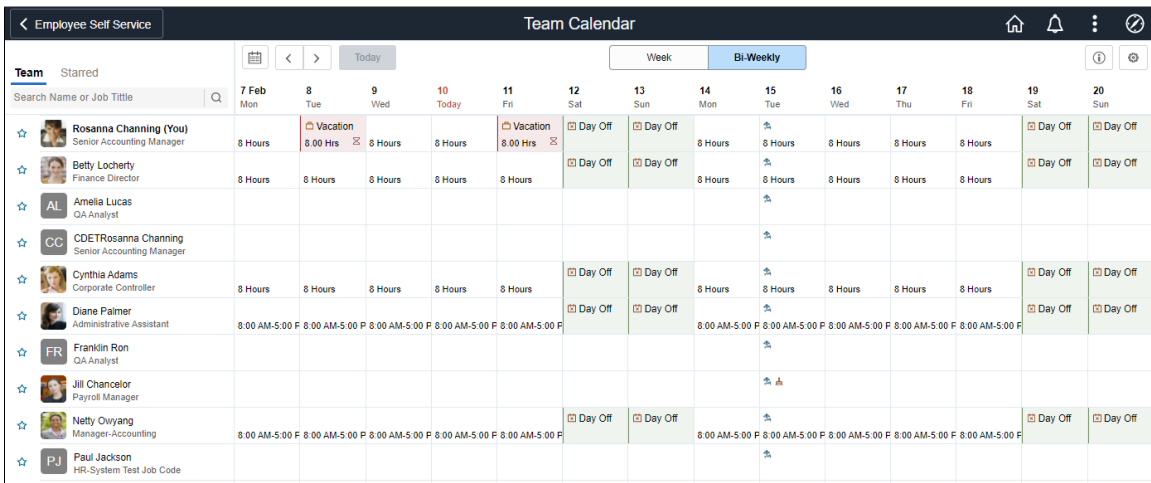 Employee Self Service
Team Calendar
Today
Week
Bi-Weekly
Team
Starred
Search Name or Job Tittle
7 Feb 8 9 10 11 12 13 14 15 16 17 18 19 20
Mon Tue Wed Today Fri Sat Sun Mon Tue Wed Thu Fri Sat Sun
Rosanna Channing (You) Vacation Vacation Day Off Day Off Day Off Day Off
Senior Accounting Manager 8 Hours 8.00 Hrs 8 Hours 8 Hours 8.00 Hrs 8 Hours 8 Hours 8 Hours 8 Hours 8 Hours
Betty Locherty Day Off Day Off Day Off Day Off
Finance Director 8 Hours 8 Hours 8 Hours 8 Hours 8 Hours 8 Hours 8 Hours 8 Hours 8 Hours 8 Hours
AL Amelia Lucas
QA Analyst
CC CDETRosanna Channing
Senior Accounting Manager
Cynthia Adams Day Off Day Off Day Off Day Off
Corporate Controller 8 Hours 8 Hours 8 Hours 8 Hours 8 Hours 8 Hours 8 Hours 8 Hours 8 Hours 8 Hours
Diane Palmer Day Off Day Off Day Off Day Off
Administrative Assistant 8:00 AM-5:00 P 8:00 AM-5:00 P 8:00 AM-5:00 P 8:00 AM-5:00 P 8:00 AM-5:00 P 8:00 AM-5:00 P 8:00 AM-5:00 P 8:00 AM-5:00 P 8:00 AM-5:00 P 8:00 AM-5:00 P
FR Franklin Ron
QA Analyst
Jill Chancelor
Payroll Manager
Netty Owyang Day Off Day Off Day Off Day Off
Manager-Accounting 8:00 AM-5:00 P 8:00 AM-5:00 P 8:00 AM-5:00 P 8:00 AM-5:00 P 8:00 AM-5:00 P 8:00 AM-5:00 P 8:00 AM-5:00 P 8:00 AM-5:00 P 8:00 AM-5:00 P 8:00 AM-5:00 P
PJ Paul Jackson
HR-System Test Job Code